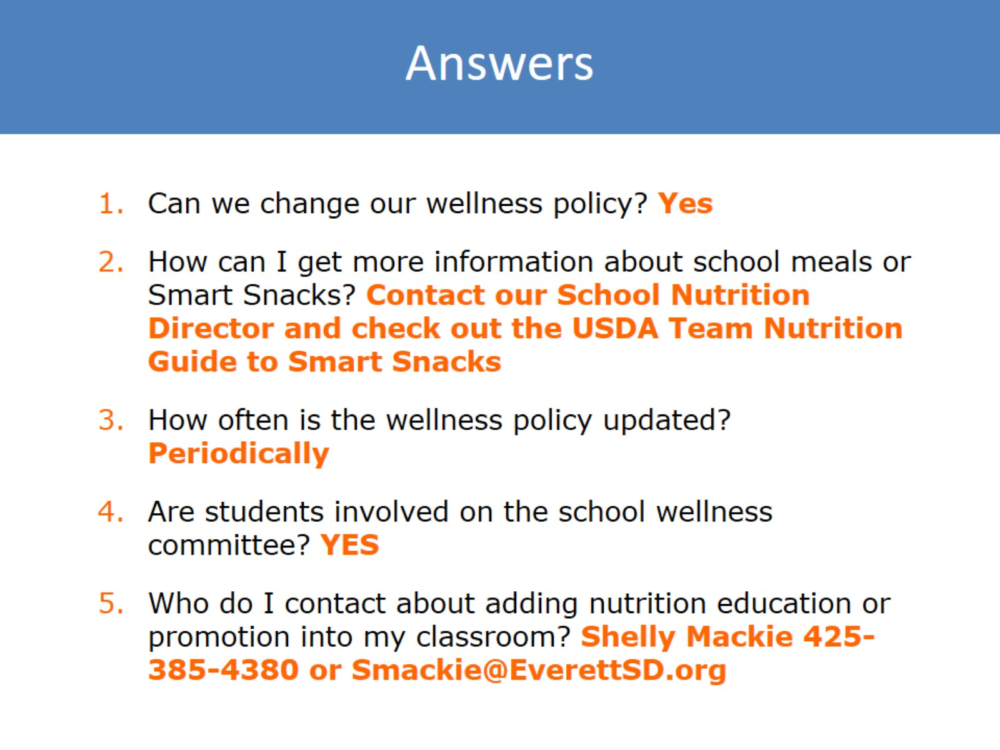 Answers
1. Can we change our wellness policy? Yes
2. How can I get more information about school meals or
Smart Snacks? Contact our School Nutrition
Director and check out the USDA Team Nutrition
Guide to Smart Snacks
3. How often is the wellness policy updated?
Periodically
4. Are students involved on the school wellness
committee? YES
5. Who do I contact about adding nutrition education or
promotion into my classroom? Shelly Mackie 425-
385-4380 or Smackie@EverettSD.org